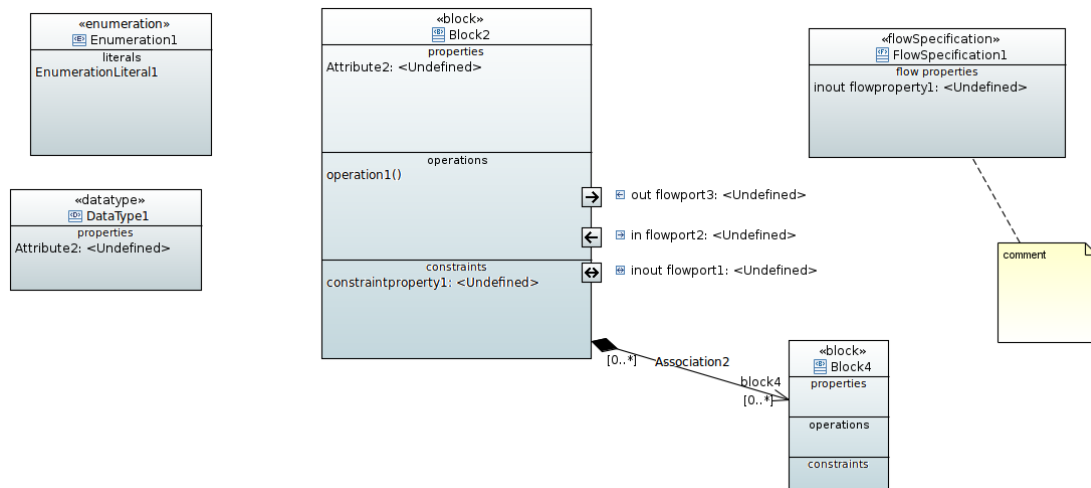 «enumeration»
Enumeration1
literals
EnumerationLiteral1
«datatype»
DataType1
properties
Attribute2: <Undefined>
«block»
Block2
properties
Attribute2: <Undefined>
operations
operation1()
constraints
constraintproperty1: <Undefined>
out flowport3: <Undefined>
in flowport2: <Undefined>
inout flowport1: <Undefined>
[0..*]
Association2
block4
[0..*]
«block»
Block4
properties
operations
constraints
«flowSpecification»
FlowSpecification1
flow properties
inout flowproperty1: <Undefined>
comment